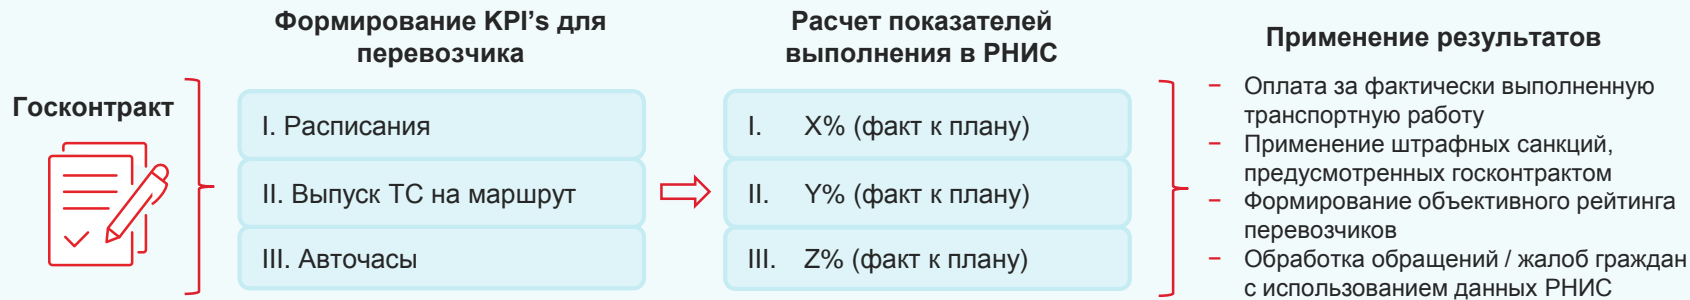 Госконтракт
Формирование KPI's для
перевозчика
I. Расписания
II. Выпуск ТС на маршрут
III. Авточасы
Расчет показателей
выполнения в РНИС
I. X% (факт к плану)
II. Y% (факт к плану)
III. Z% (факт к плану)
Применение результатов
− Оплата за фактически выполненную
транспортную работу
− Применение штрафных санкций,
предусмотренных госконтрактом
− Формирование объективного рейтинга
перевозчиков
− Обработка обращений / жалоб граждан
с использованием данных РНИС